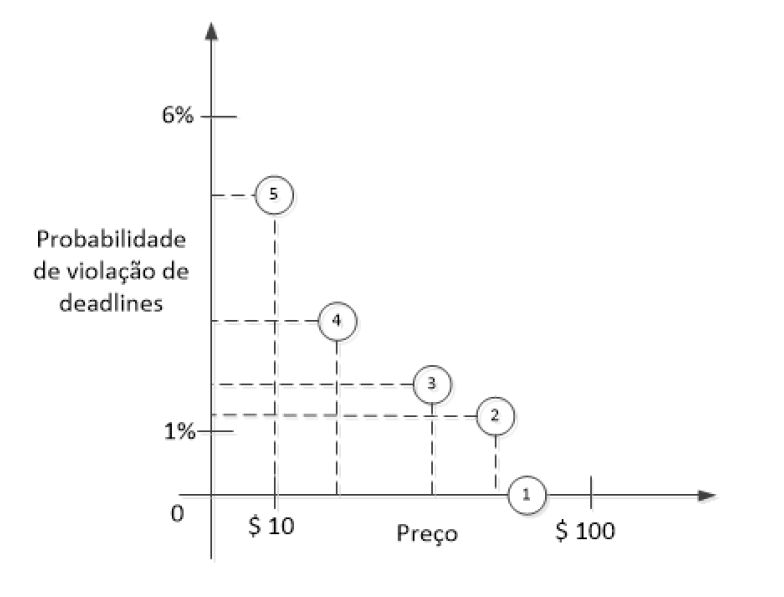 6%
5
Probabilidade
de violação de
deadlines
4
3
2
1%
1
0
$ 10
Preço
$ 100